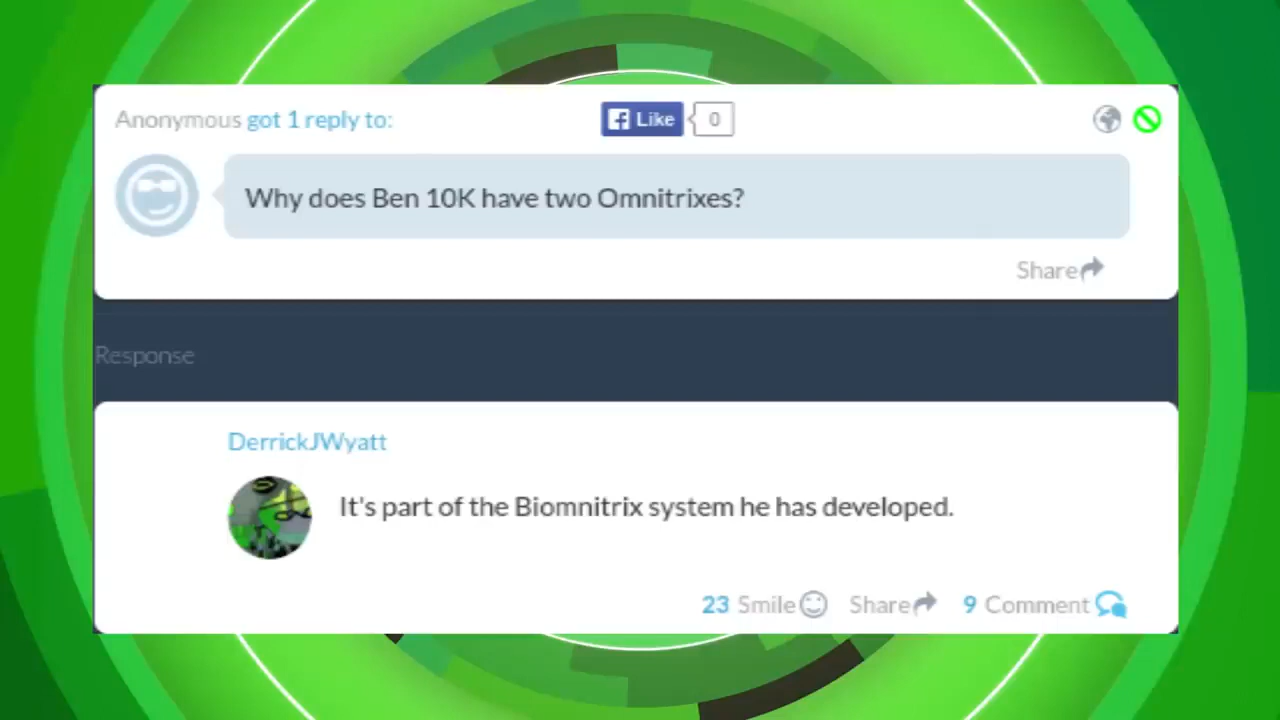 Anonymous got 1 reply to:
Like 0
Why does Ben 10K have two Omnitrixes?
Share
Response
DerrickJWyatt
It's part of the Biomnitrix system he has developed.
23 Smile Share 9 Comment